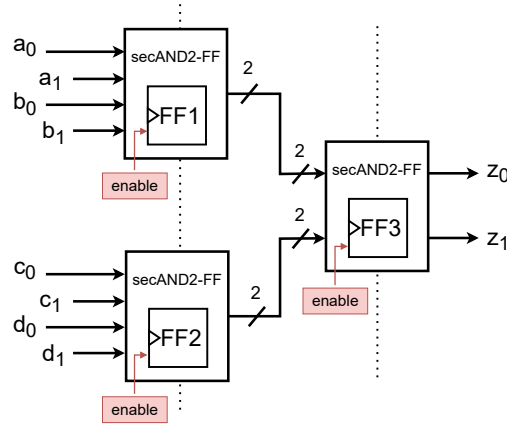 a₀
a₁
b₀
b₁
secAND2-FF
FF1
enable
2
2
secAND2-FF
FF3
enable
z₀
z₁
2
c₀
c₁
d₀
d₁
secAND2-FF
FF2
enable
2